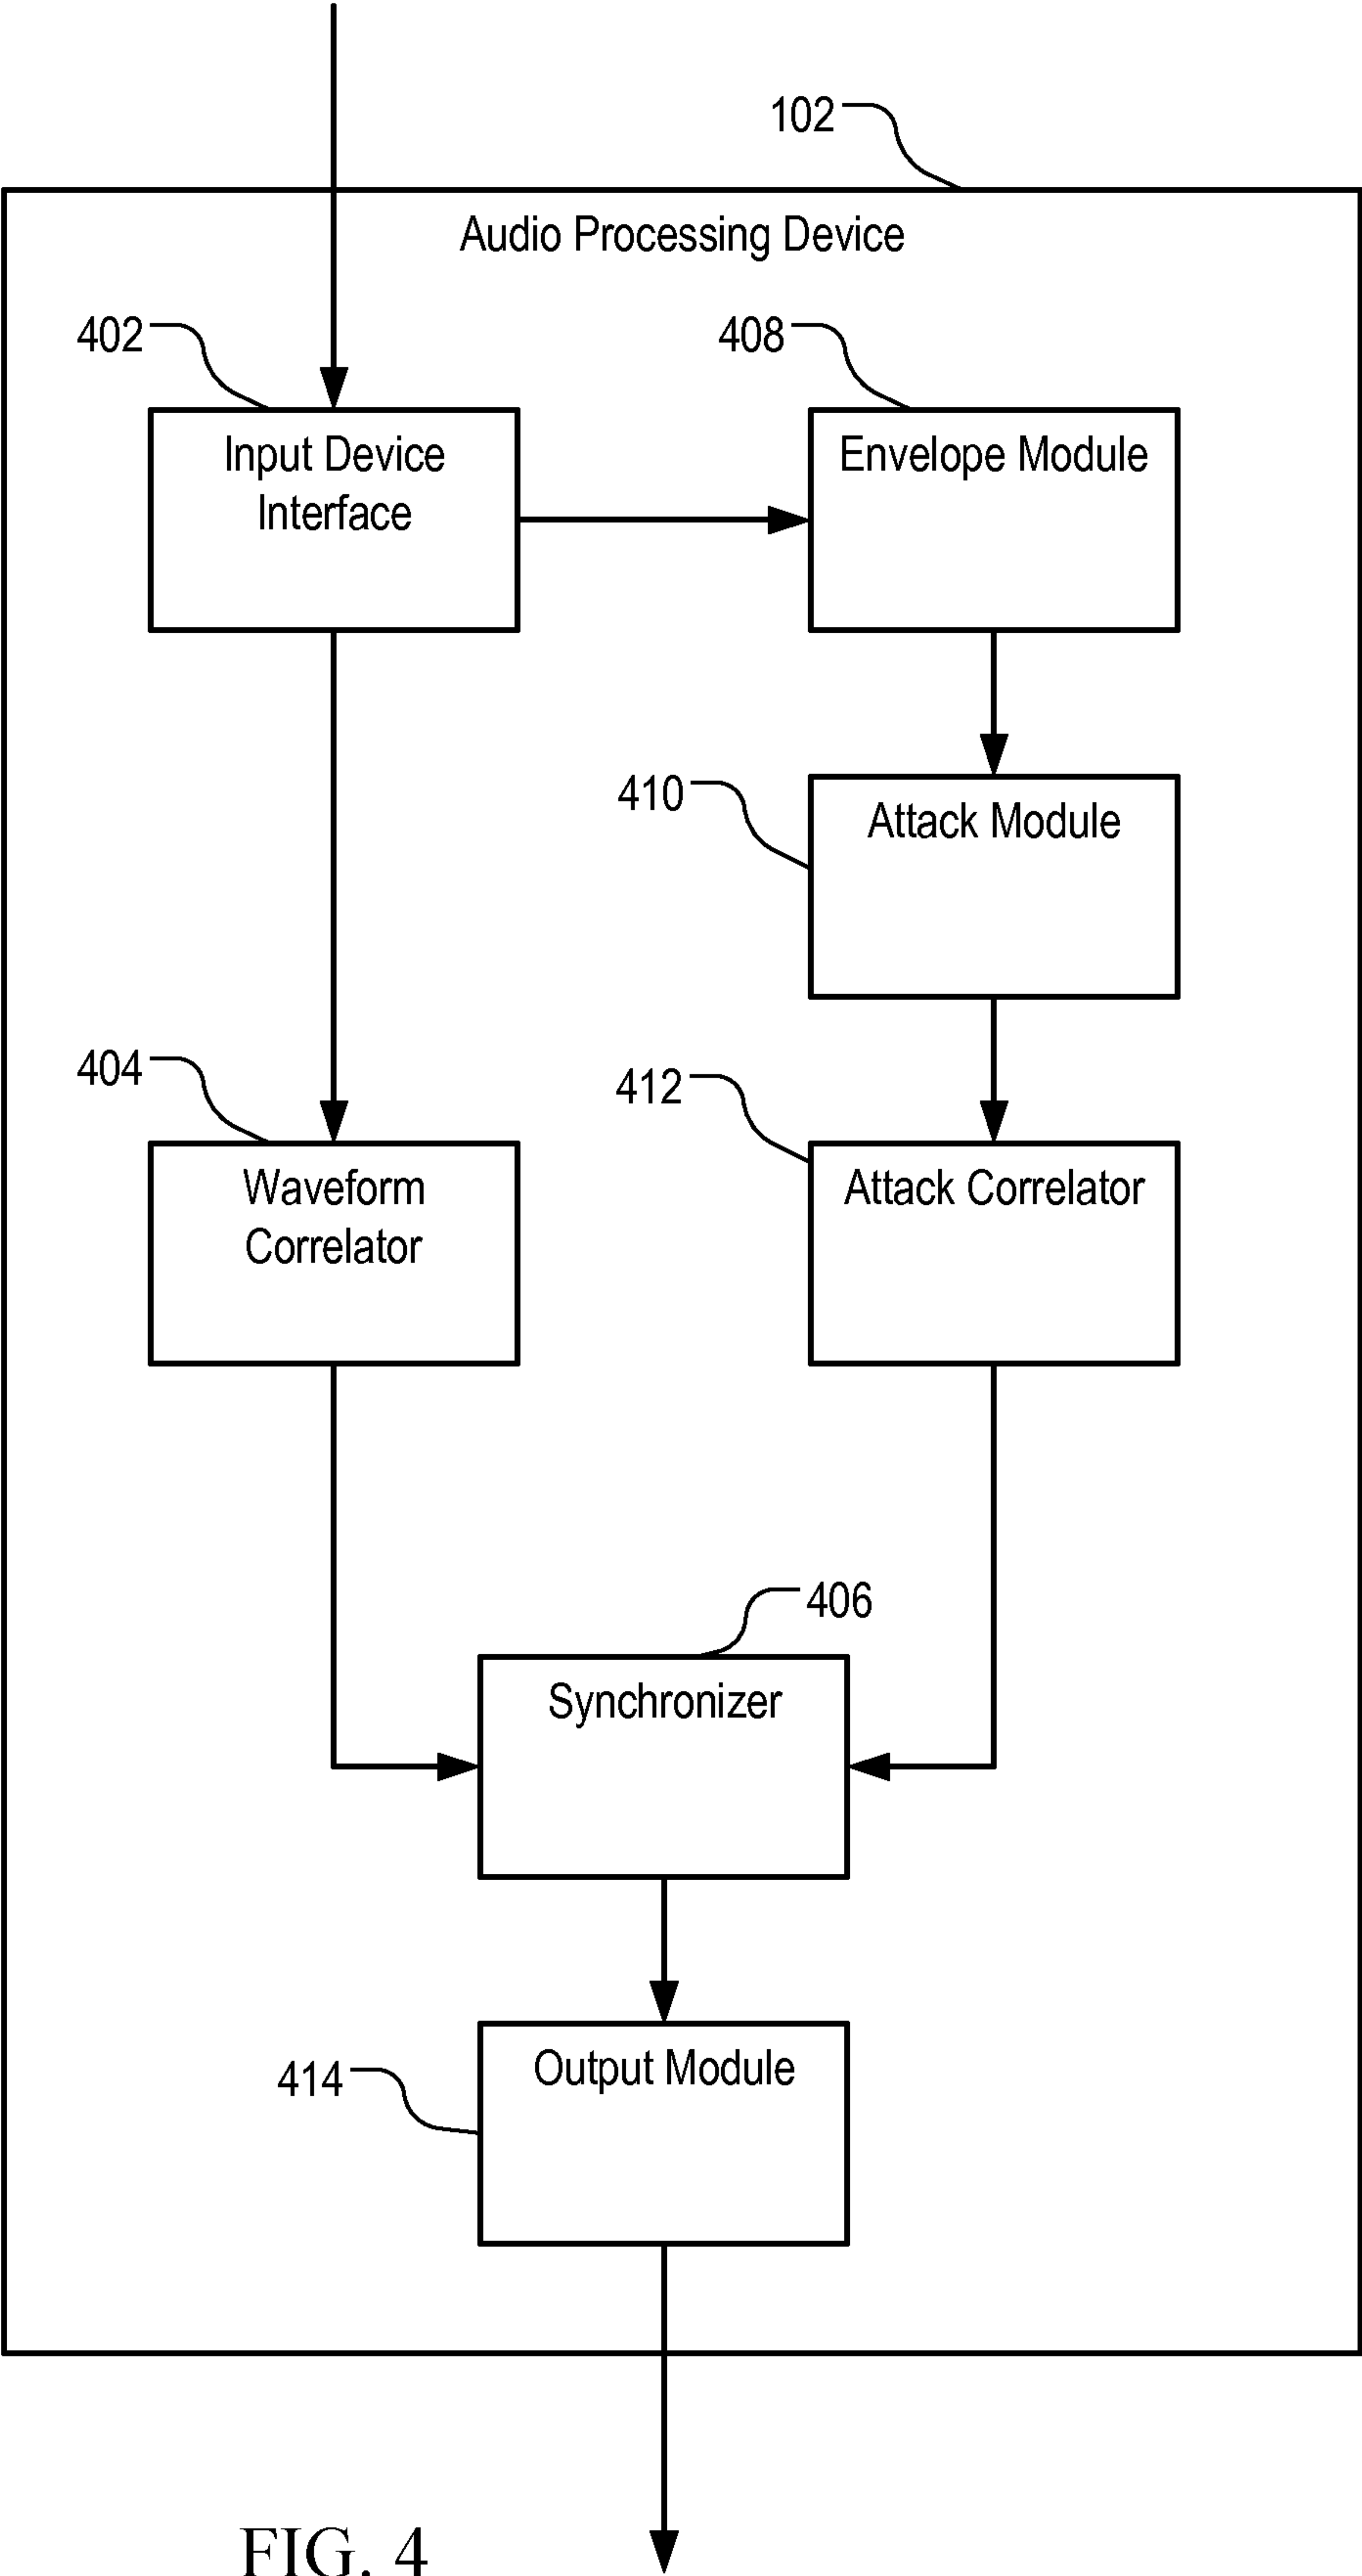 102
Audio Processing Device
402
408
Input Device
Interface
Envelope Module
410
Attack Module
404
412
Waveform
Correlator
Attack Correlator
406
Synchronizer
414
Output Module
FIG. 4